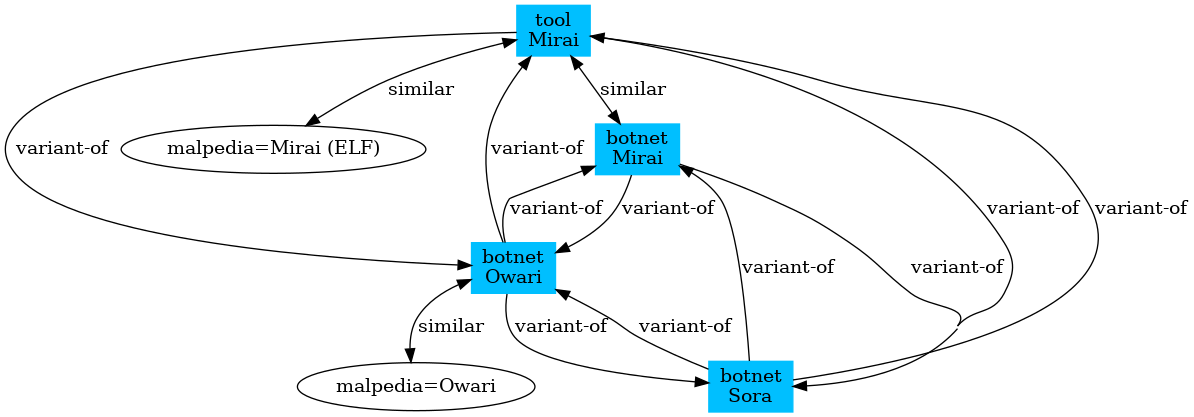 tool
Mirai
similar
similar
botnet
Mirai
variant-of
malpedia=Mirai (ELF)
variant-of
variant-of
variant-of
variant-of
variant-of
botnet
Owari
variant-of
variant-of
similar
variant-of
variant-of
malpedia=Owari
botnet
Sora